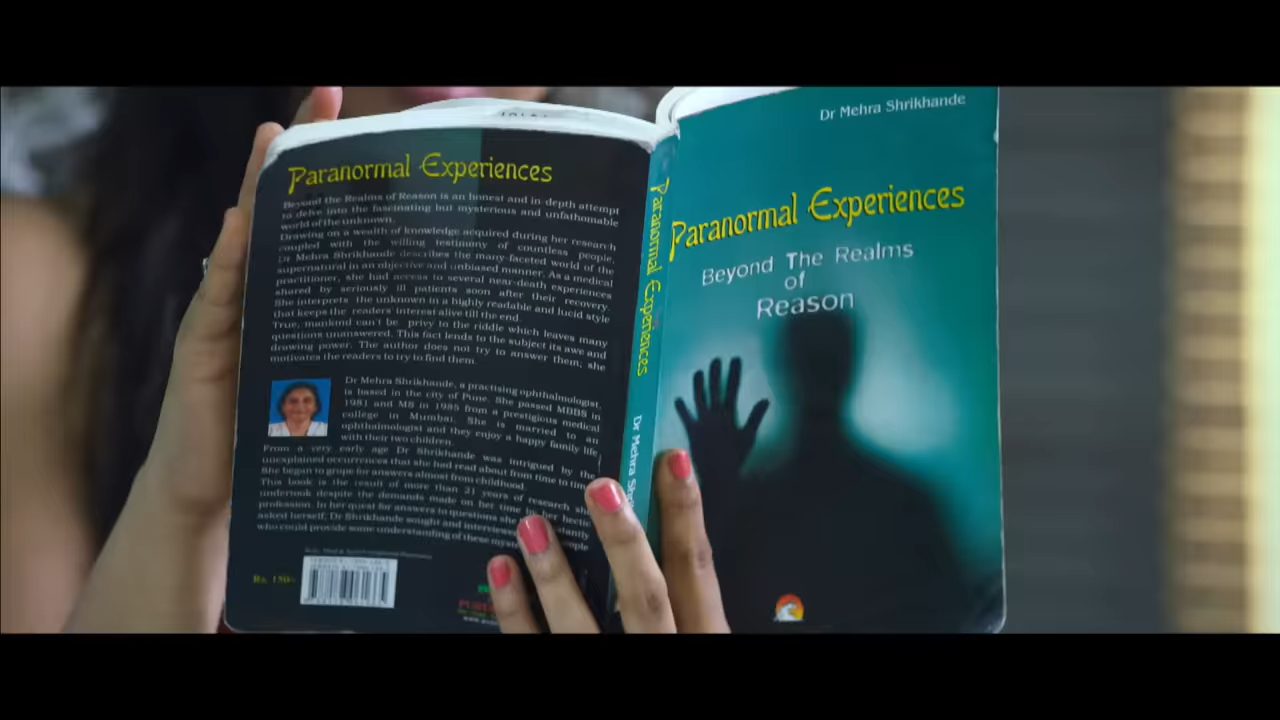 Paranormal Experiences
Beyond the Realms of Reason is an honest and in-depth attempt
to delve into the fascinating but mysterious and unfathomable
world of the unknown.
Drawing on a wealth of knowledge acquired during her research
coupled with the willing testimony of countless people,
Dr Mehra Shrikhande describes the many-faceted world of the
supernatural in an objective and unbiased manner. As a medical
practitioner, she had access to several near-death experiences
shared by seriously ill patients soon after their recovery.
She interprets the unknown in a highly readable and lucid style
that keeps the readers' interest alive till the end.
True, mankind can't be privy to the riddle which leaves many
questions unanswered. This fact lends to the subject its awe and
drawing power. The author does not try to answer them; she
motivates the readers to try to find them.
Dr Mehra Shrikhande, a practising ophthalmologist,
is based in the city of Pune. She passed MBBS in
1981 and MS in 1985 from a prestigious medical
college in Mumbai. She is married to an
ophthalmologist and they enjoy a happy family life
with their two children.
From a very early age Dr Shrikhande was intrigued by the
unexplained occurrences that she had read about from time to time.
She began to grope for answers almost from childhood.
This book is the result of more than 21 years of research she
undertook despite the demands made on her time by her hectic
profession. In her quest for answers to questions she
asked herself, Dr Shrikhande sought and interviewed
who could provide some understanding of these
Rs. 150/-
Paranormal Experiences
Dr Mehra
Dr Mehra Shrikhande
Paranormal Experiences
Beyond The Realms
of
Reason